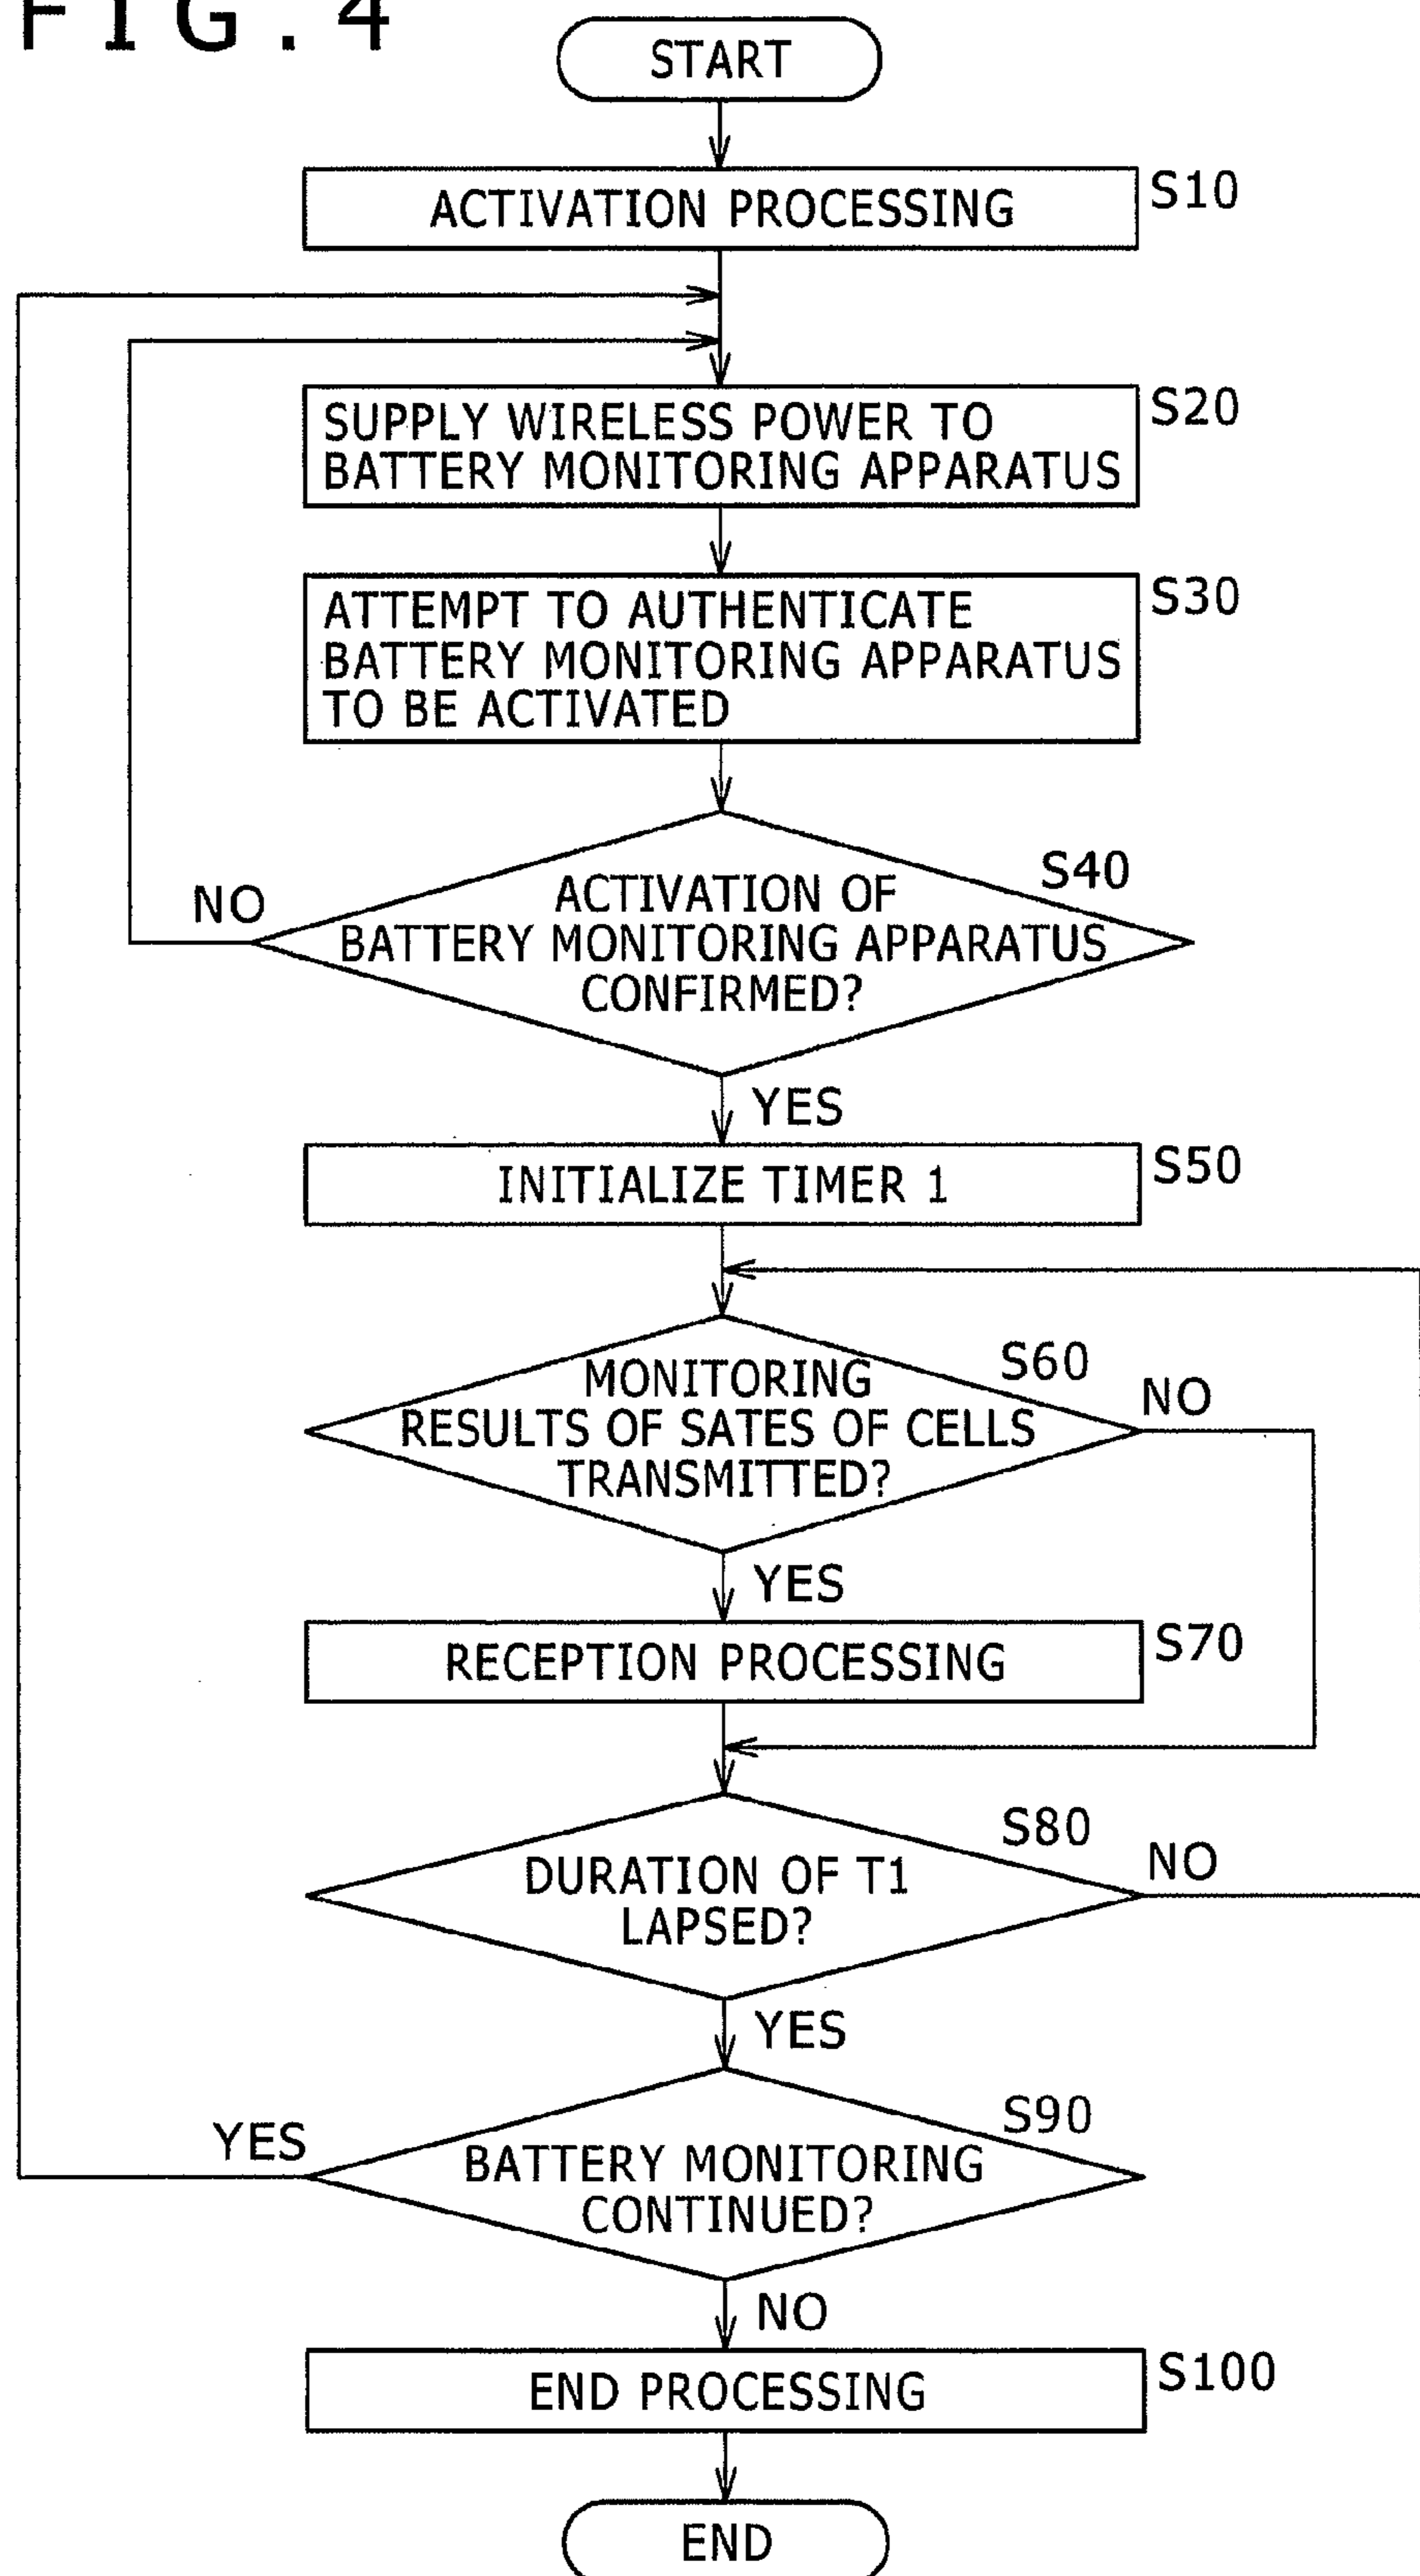 FIG.4
START
ACTIVATION PROCESSING
S10
SUPPLY WIRELESS POWER TO
BATTERY MONITORING APPARATUS
S20
ATTEMPT TO AUTHENTICATE
BATTERY MONITORING APPARATUS
TO BE ACTIVATED
S30
S40
NO
ACTIVATION OF
BATTERY MONITORING APPARATUS
CONFIRMED?
YES
INITIALIZE TIMER 1
S50
S60
NO
MONITORING
RESULTS OF SATES OF CELLS
TRANSMITTED?
YES
RECEPTION PROCESSING
S70
S80
NO
DURATION OF T1
LAPSED?
YES
S90
YES
BATTERY MONITORING
CONTINUED?
NO
END PROCESSING
S100
END